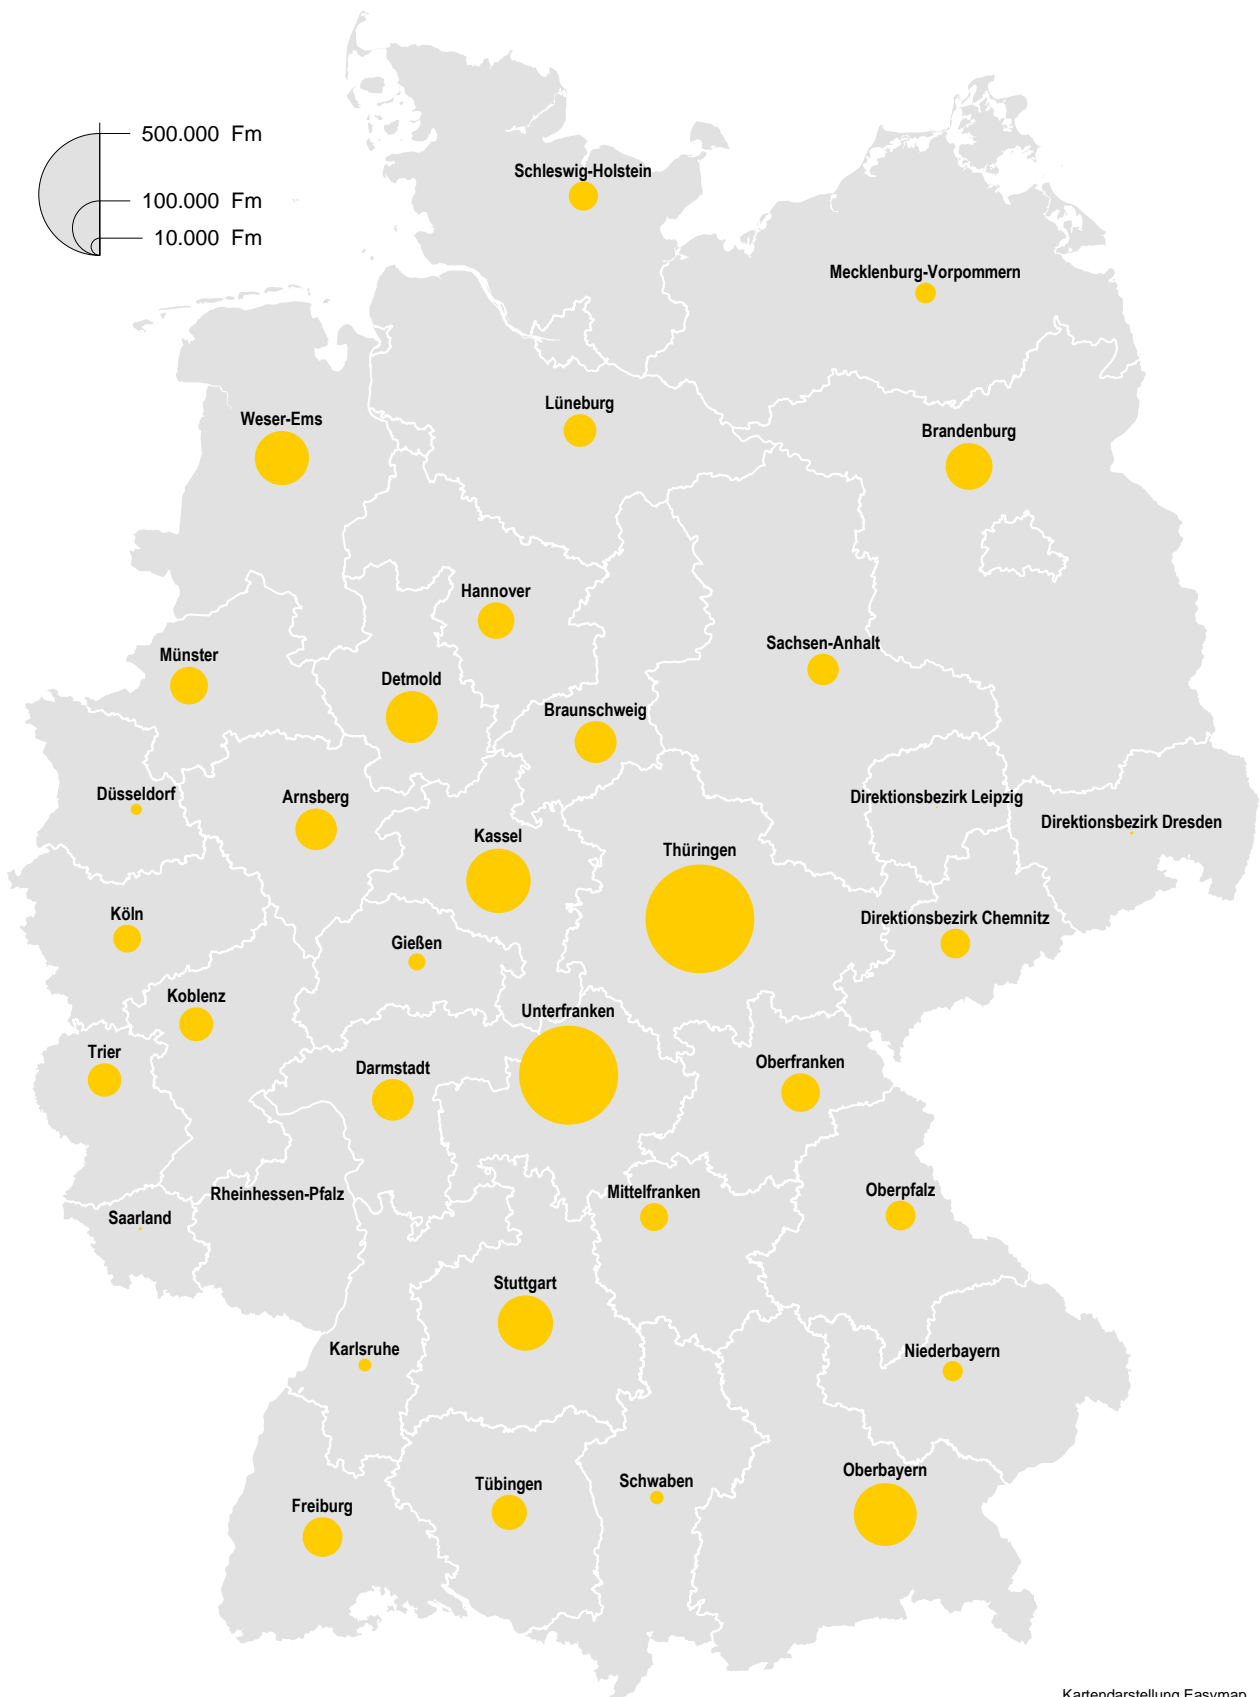 500.000 Fm
100.000 Fm
10.000 Fm
Schleswig-Holstein
Mecklenburg-Vorpommern
Lüneburg
Weser-Ems
Brandenburg
Hannover
Sachsen-Anhalt
Münster
Detmold
Braunschweig
Düsseldorf
Arnsberg
Direktionsbezirk Leipzig
Direktionsbezirk Dresden
Kassel
Thüringen
Köln
Direktionsbezirk Chemnitz
Gießen
Koblenz
Unterfranken
Trier
Darmstadt
Oberfranken
Rheinhessen-Pfalz
Mittelfranken
Oberpfalz
Saarland
Stuttgart
Karlsruhe
Niederbayern
Oberbayern
Schwaben
Tübingen
Freiburg
Kartendarstellung Easymap